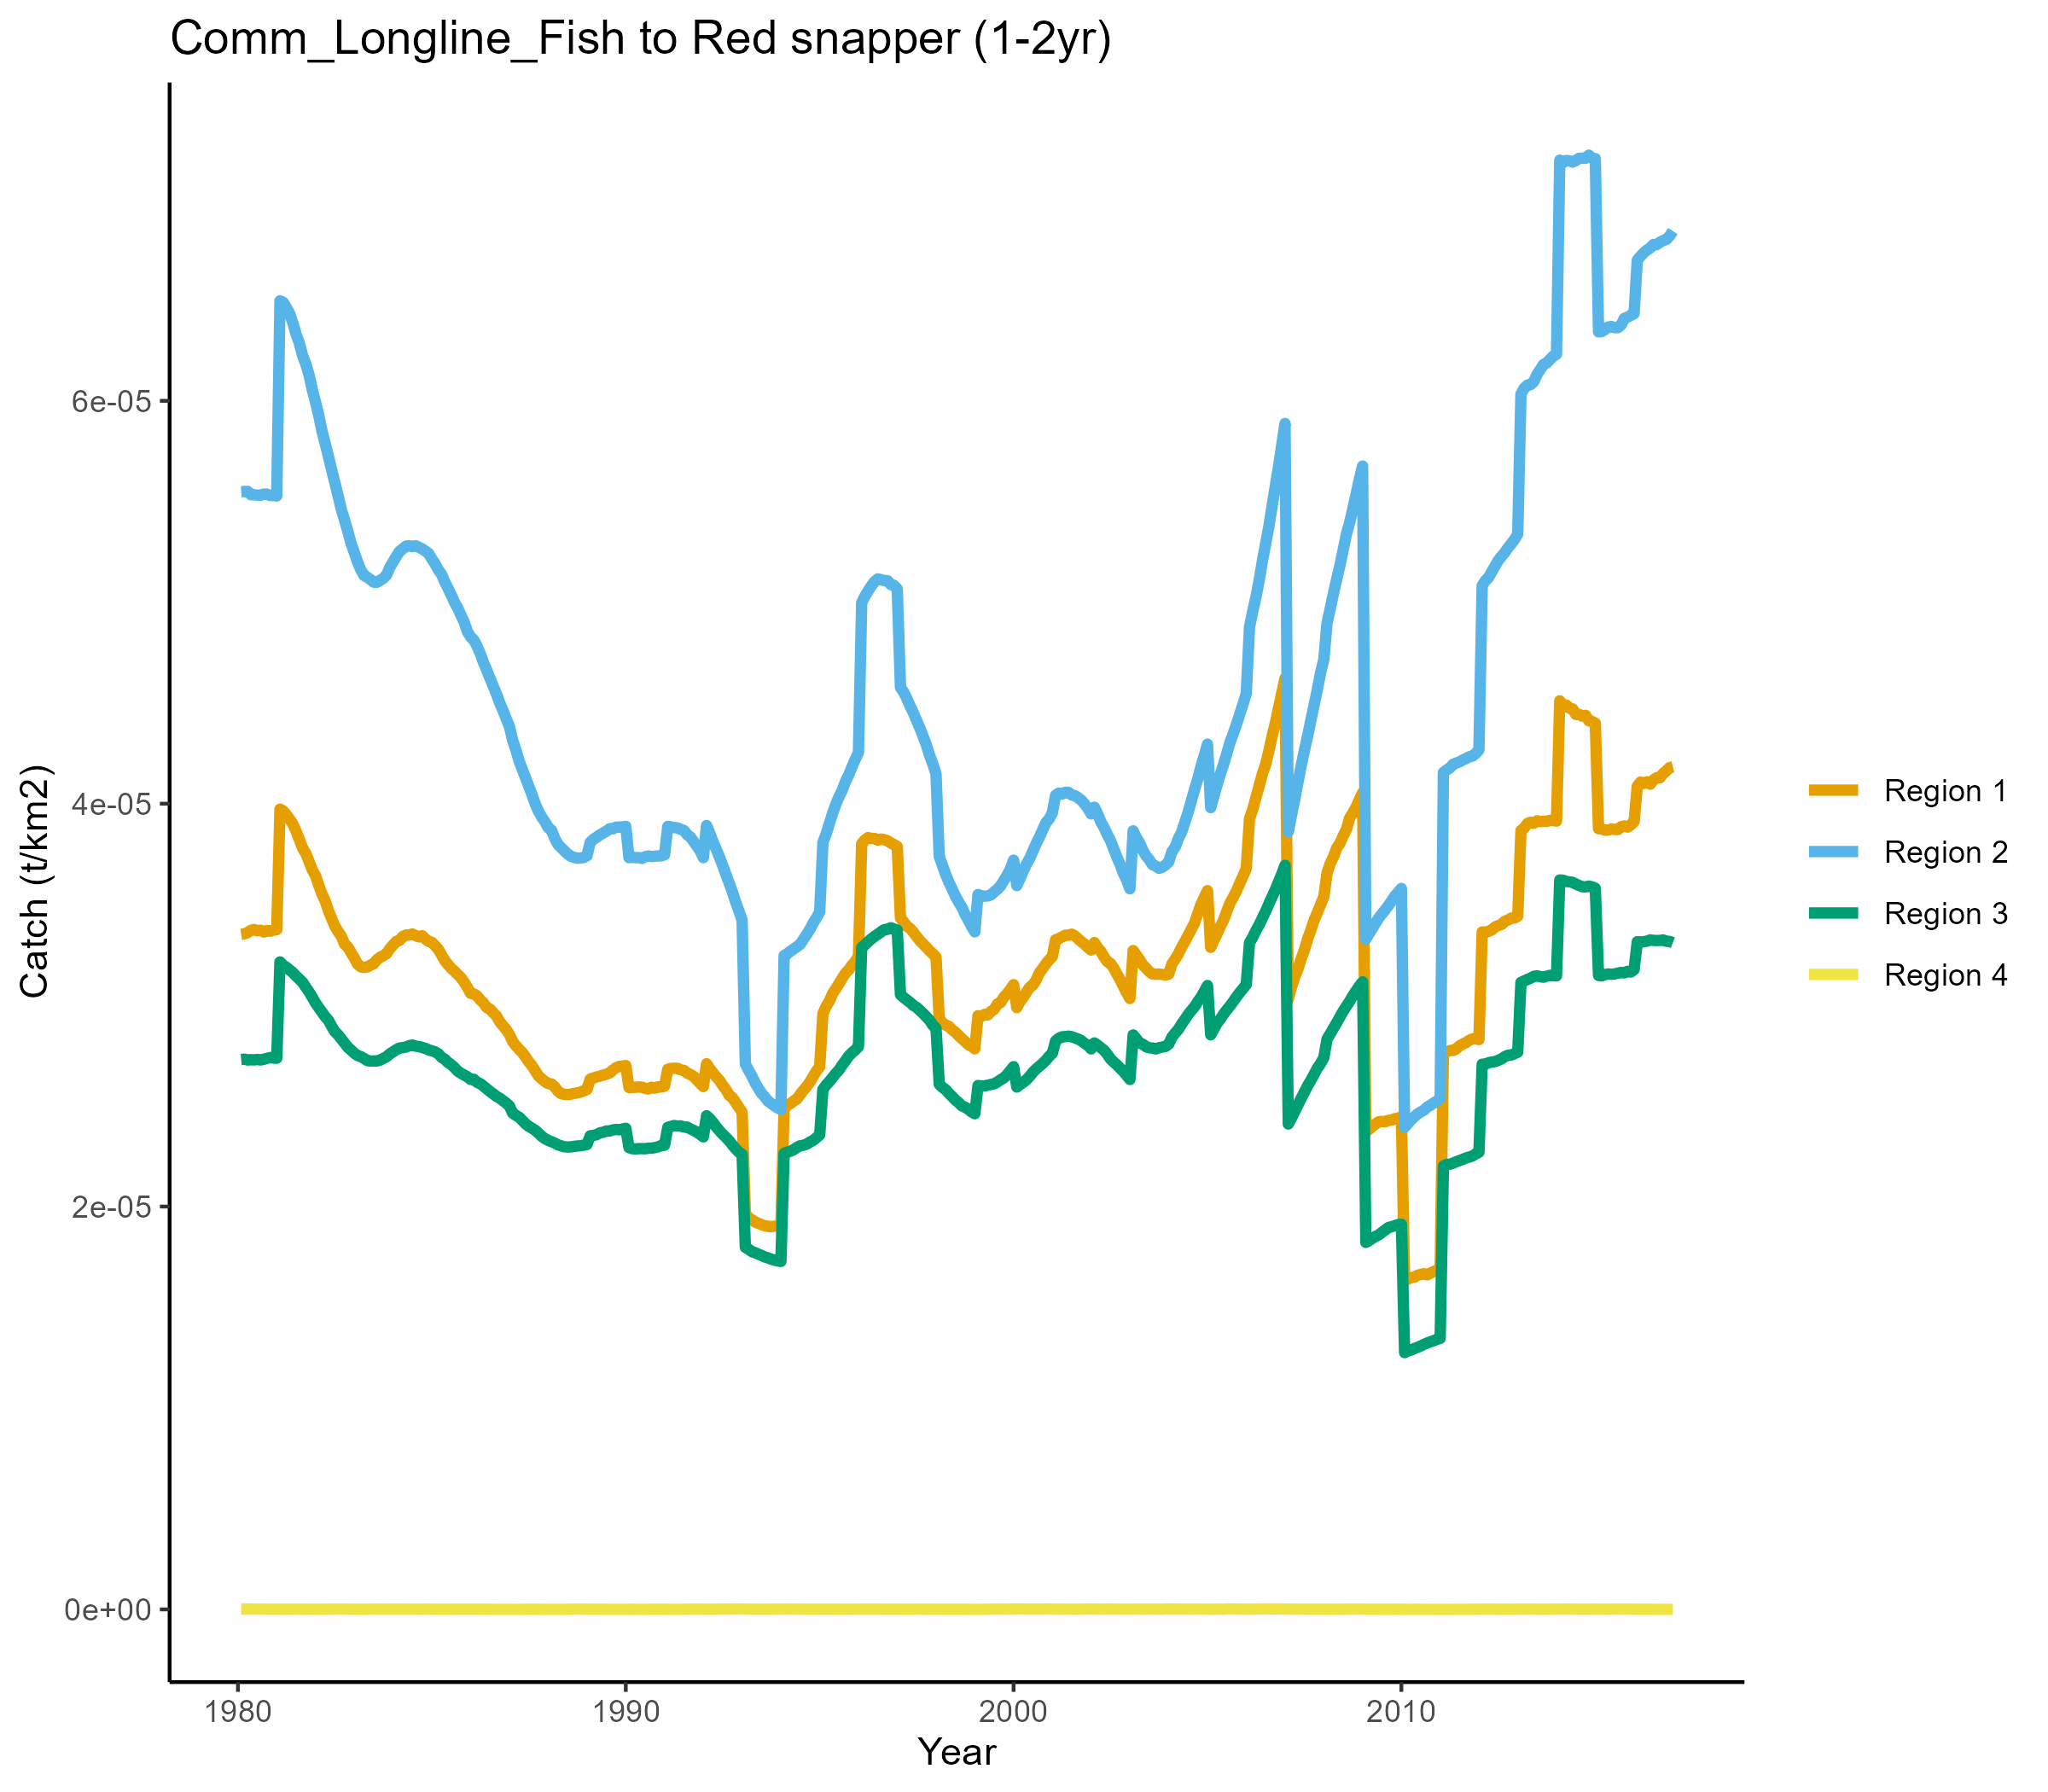 Comm_Longline_Fish to Red snapper (1-2yr)
Catch (t/km2)
6e-05
4e-05
2e-05
0e+00
1980
1990
2000
2010
Year
Region 1
Region 2
Region 3
Region 4